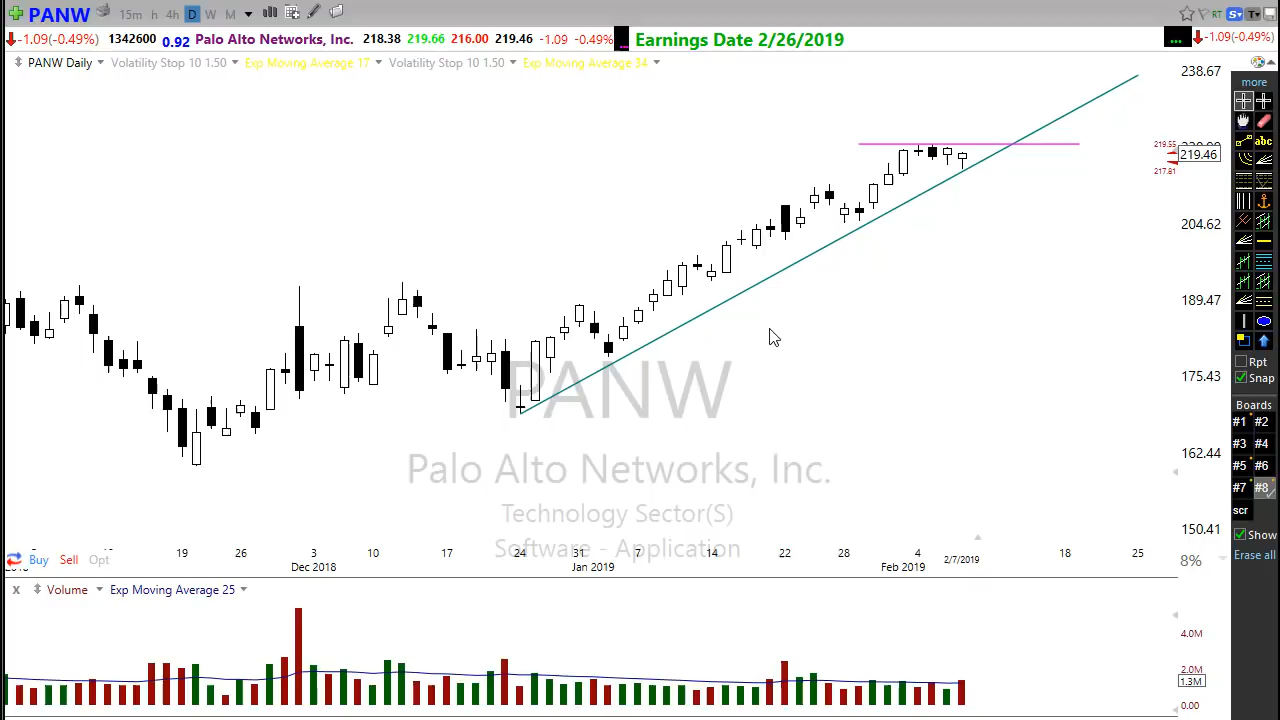 PANW 15m h 4h D W M RT S T
-1.09(-0.49%) 1342600 0.92 Palo Alto Networks, Inc. 218.38 219.66 216.00 219.46 -1.09 -0.49% ... Earnings Date 2/26/2019 ... -1.09(-0.49%)
PANW Daily Volatility Stop 10 1.50 Exp Moving Average 17 Volatility Stop 10 1.50 Exp Moving Average 34
238.67
more
abc
219.55
219.46
217.81
204.62
189.47
175.43
162.44
150.41
PANW
Palo Alto Networks, Inc.
Technology Sector(S)
Software - Application
Rpt
Snap
Boards
#1 #2
#3 #4
#5 #6
#7 #8
scr
Show
Erase all
19 26 3 10 17 24 31 7 14 22 28 4 2/7/2019 18 25
Dec 2018 Jan 2019 Feb 2019
Buy Sell Opt 8%
x Volume Exp Moving Average 25
4.0M
2.0M
1.3M
0.00